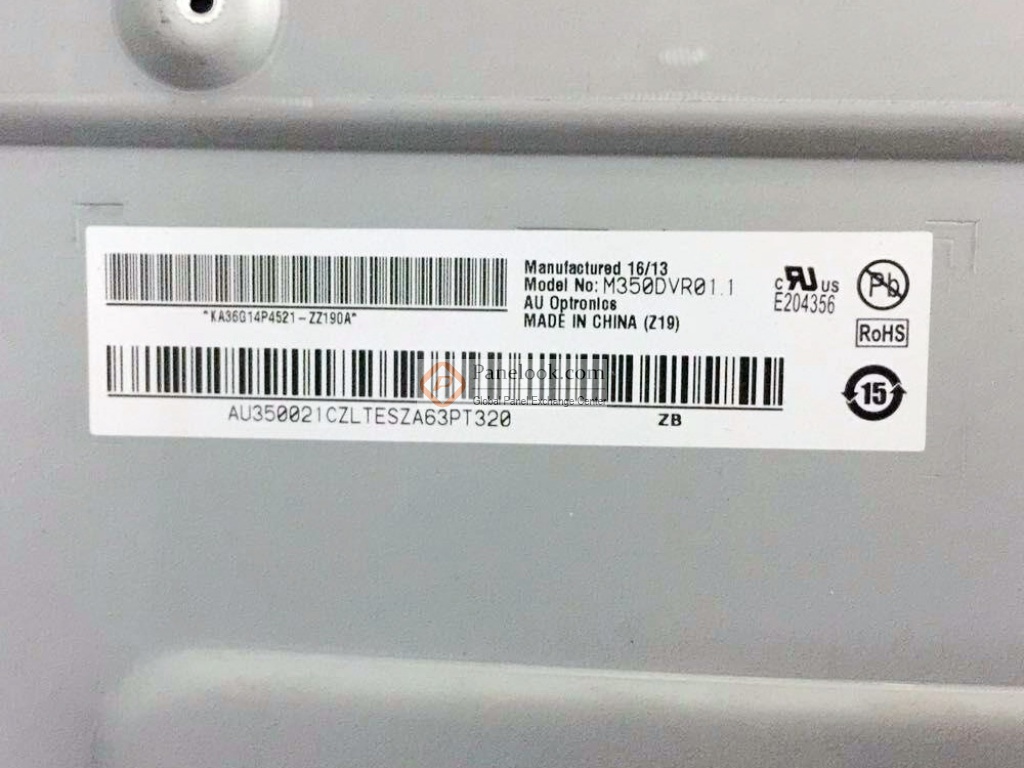 Manufactured 16/13
Model No: M350DVR01.1
AU Optronics
MADE IN CHINA (Z19)
*KA36G14P4521-ZZ190A*
C RU US
E204356
Pb
RoHS
Panelook.com
Global Panel Exchange Center
AU350021CZLTESZA63PT320
ZB
15